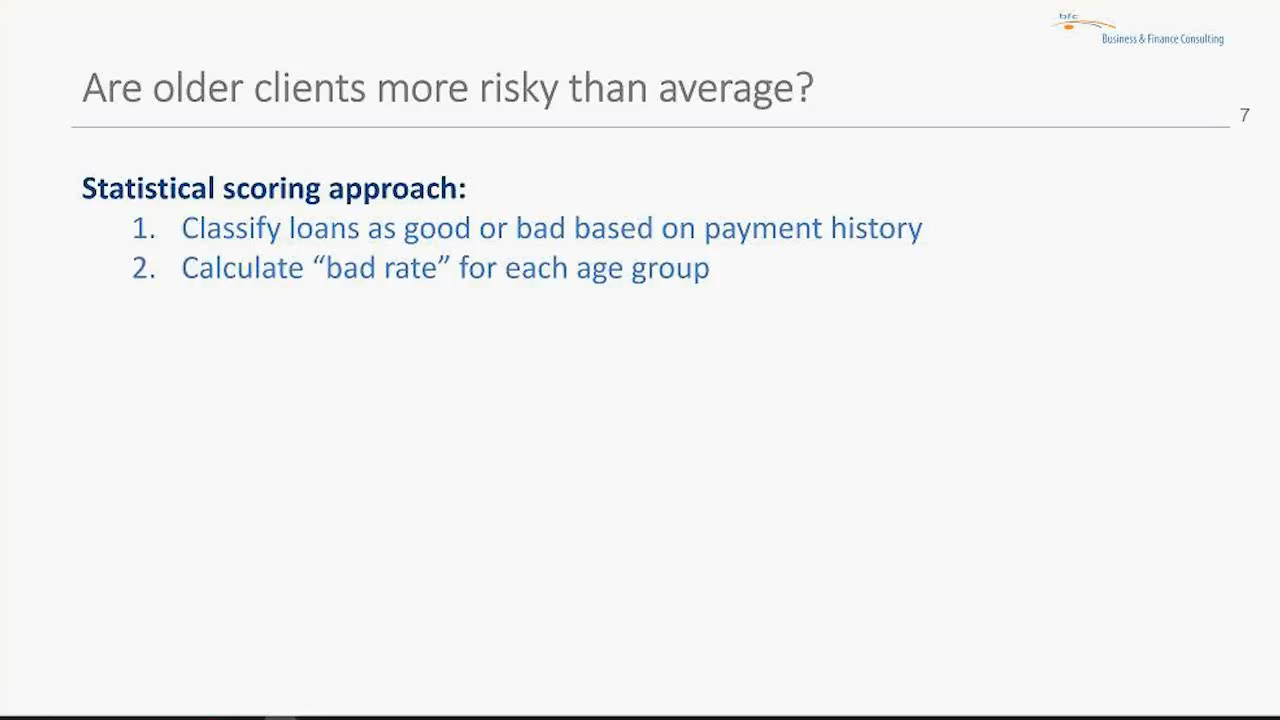 bfc
Business & Finance Consulting
Are older clients more risky than average?
7
Statistical scoring approach:
1. Classify loans as good or bad based on payment history
2. Calculate “bad rate” for each age group